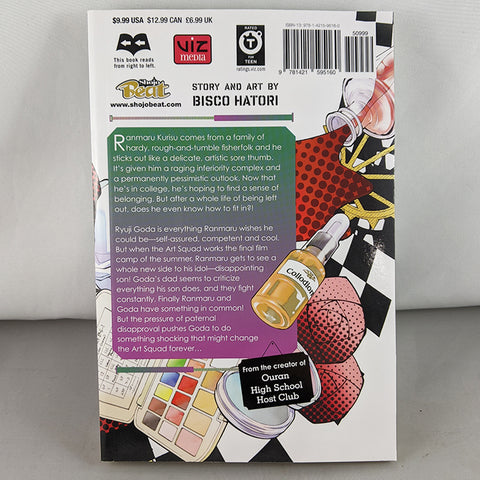 $9.99 USA $12.99 CAN £6.99 UK
This book reads
from right to left.
VIZ
media
RATED
T
FOR
TEEN
ratings.viz.com
50999
9 781421 595160
Shojo
Beat
www.shojobeat.com
STORY AND ART BY
BISCO HATORI
Ranmaru Kurisu comes from a family of
hardy, rough-and-tumble fisherfolk and he
sticks out like a delicate, artistic sore thumb.
It's given him a raging inferiority complex and
a permanently pessimistic outlook. Now that
he's in college, he's hoping to find a sense of
belonging. But after a whole life of being left
out, does he even know how to fit in?!
Ryuji Goda is everything Ranmaru wishes he
could be—self-assured, competent and cool.
But when the Art Squad works the final film
camp of the summer, Ranmaru gets to see a
whole new side to his idol—disappointing
son! Goda's dad seems to criticize
everything his son does, and they fight
constantly. Finally Ranmaru and
Goda have something in common!
But the pressure of paternal
disapproval pushes Goda to do
something shocking that might change
the Art Squad forever...
Collodion
From the creator of
Ouran
High School
Host Club